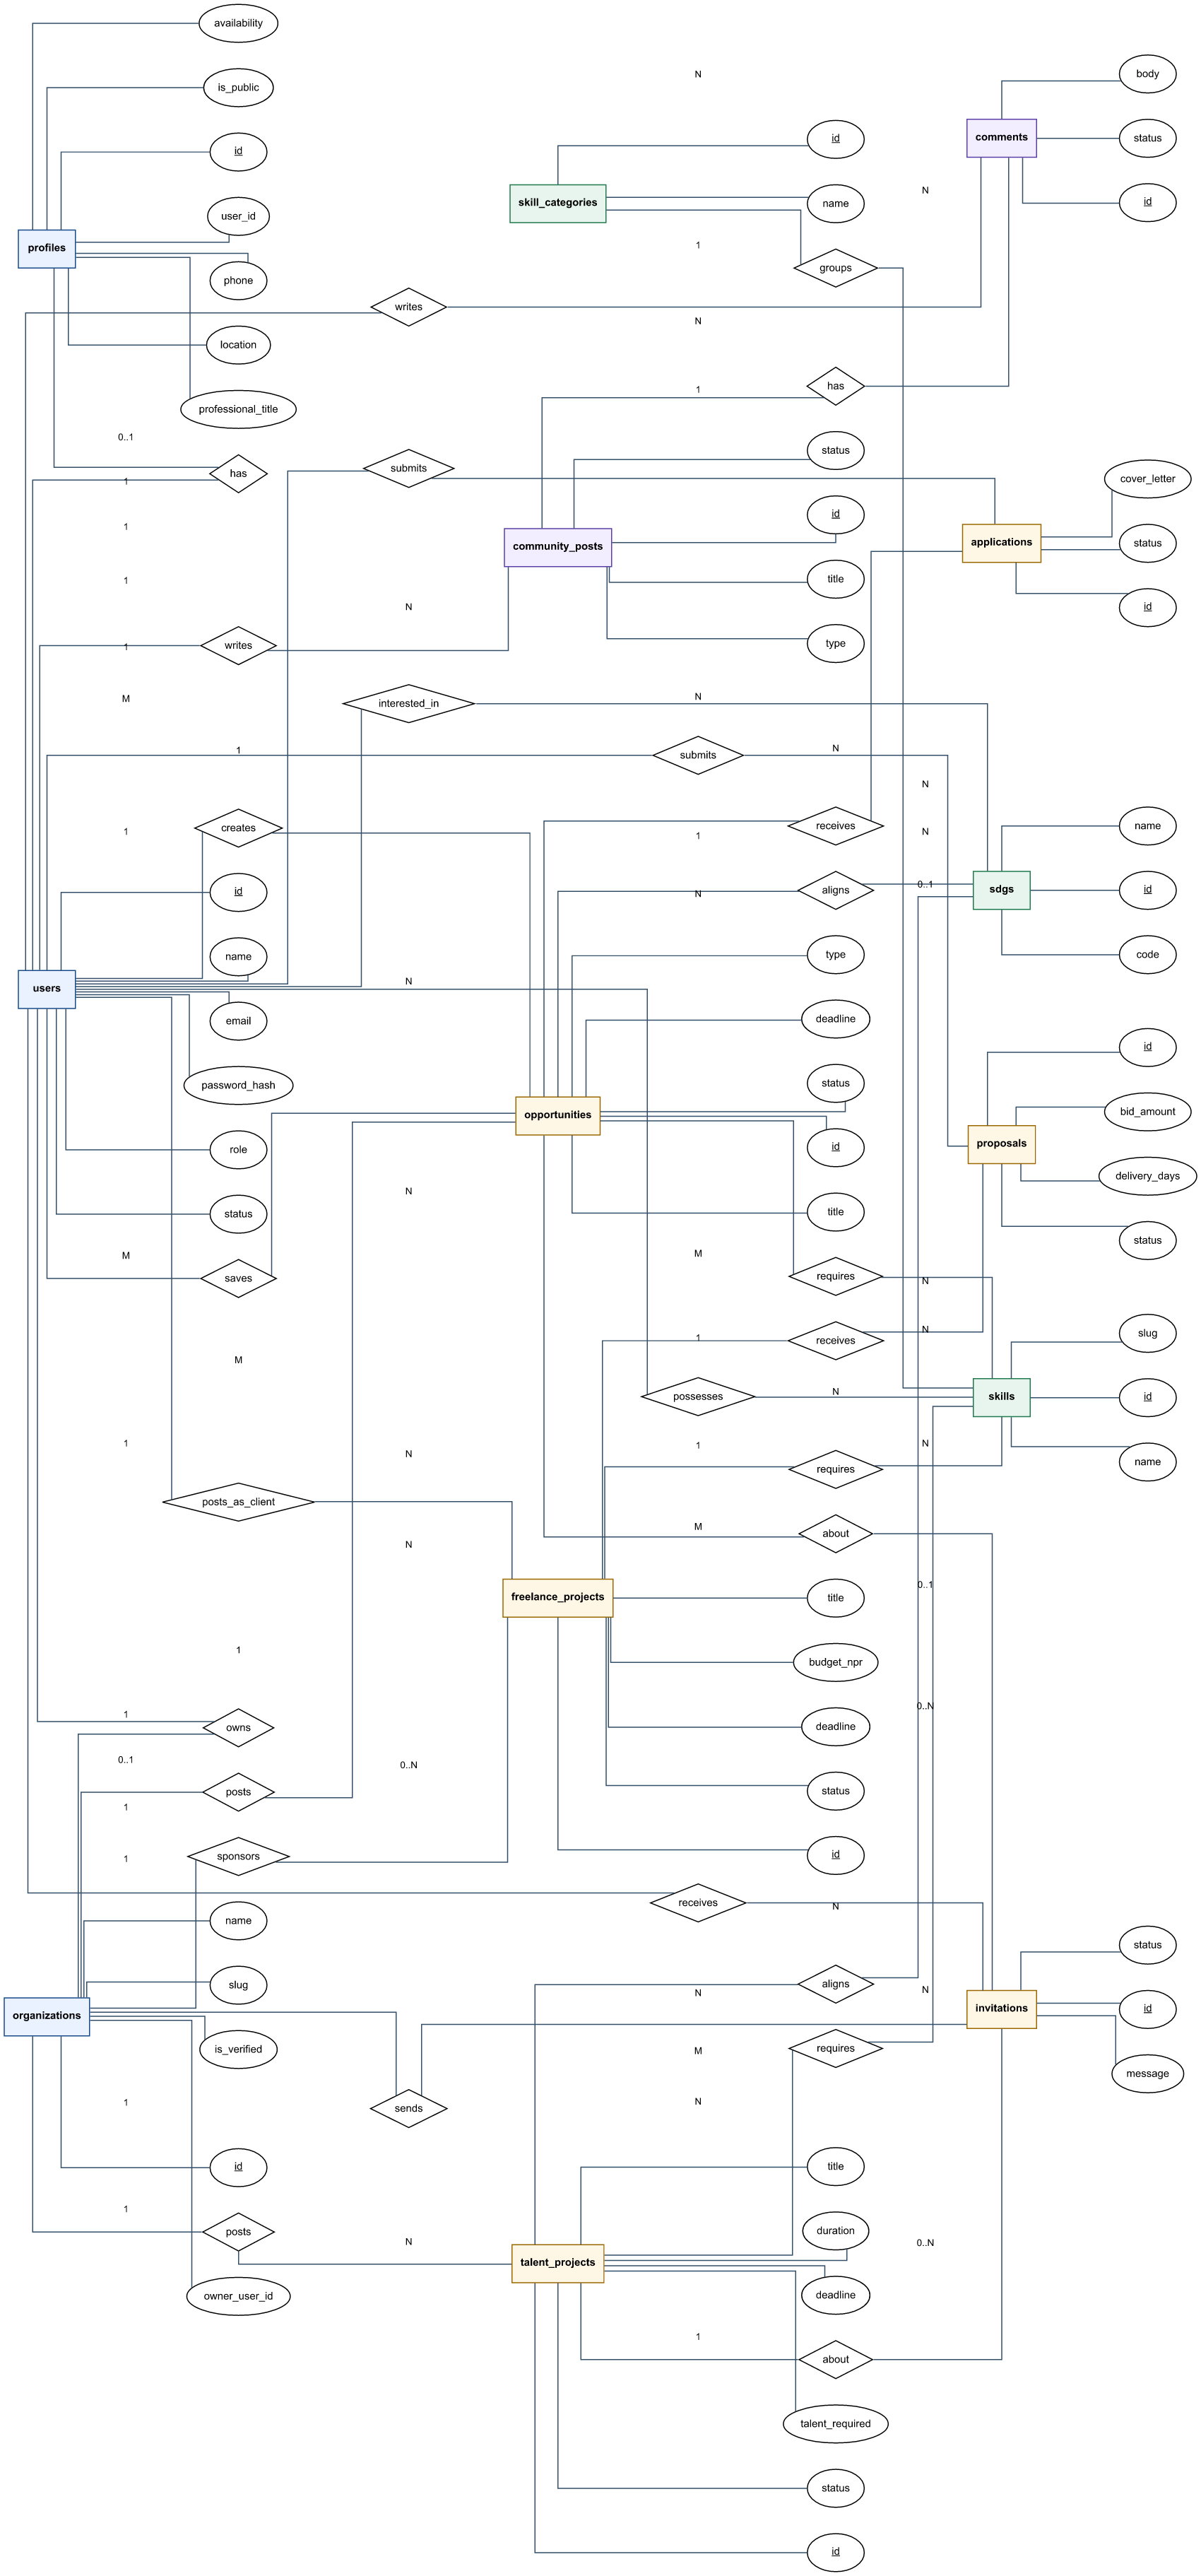 availability
N
body
is_public
comments
status
id
id
N
skill_categories
name
id
user_id
profiles
1
groups
phone
writes
N
location
has
1
professional_title
0..1
status
submits
has
cover_letter
1
id
1
applications
status
community_posts
1
title
id
N
writes
type
1
M
interested_in
N
1
submits
N
N
creates
receives
name
1
1
N
aligns
0..1
sdgs
id
id
N
name
type
code
users
N
email
deadline
password_hash
status
id
opportunities
bid_amount
role
id
proposals
delivery_days
N
status
title
status
M
M
saves
requires
N
1
receives
N
slug
M
possesses
N
skills
id
1
1
N
N
requires
name
posts_as_client
M
about
N
freelance_projects
title
0..1
1
budget_npr
1
owns
deadline
0..N
0..1
0..N
posts
status
1
1
sponsors
id
receives
N
name
status
slug
N
aligns
N
organizations
invitations
id
is_verified
M
requires
message
1
sends
N
id
title
1
posts
duration
N
0..N
talent_projects
owner_user_id
deadline
1
about
talent_required
status
id